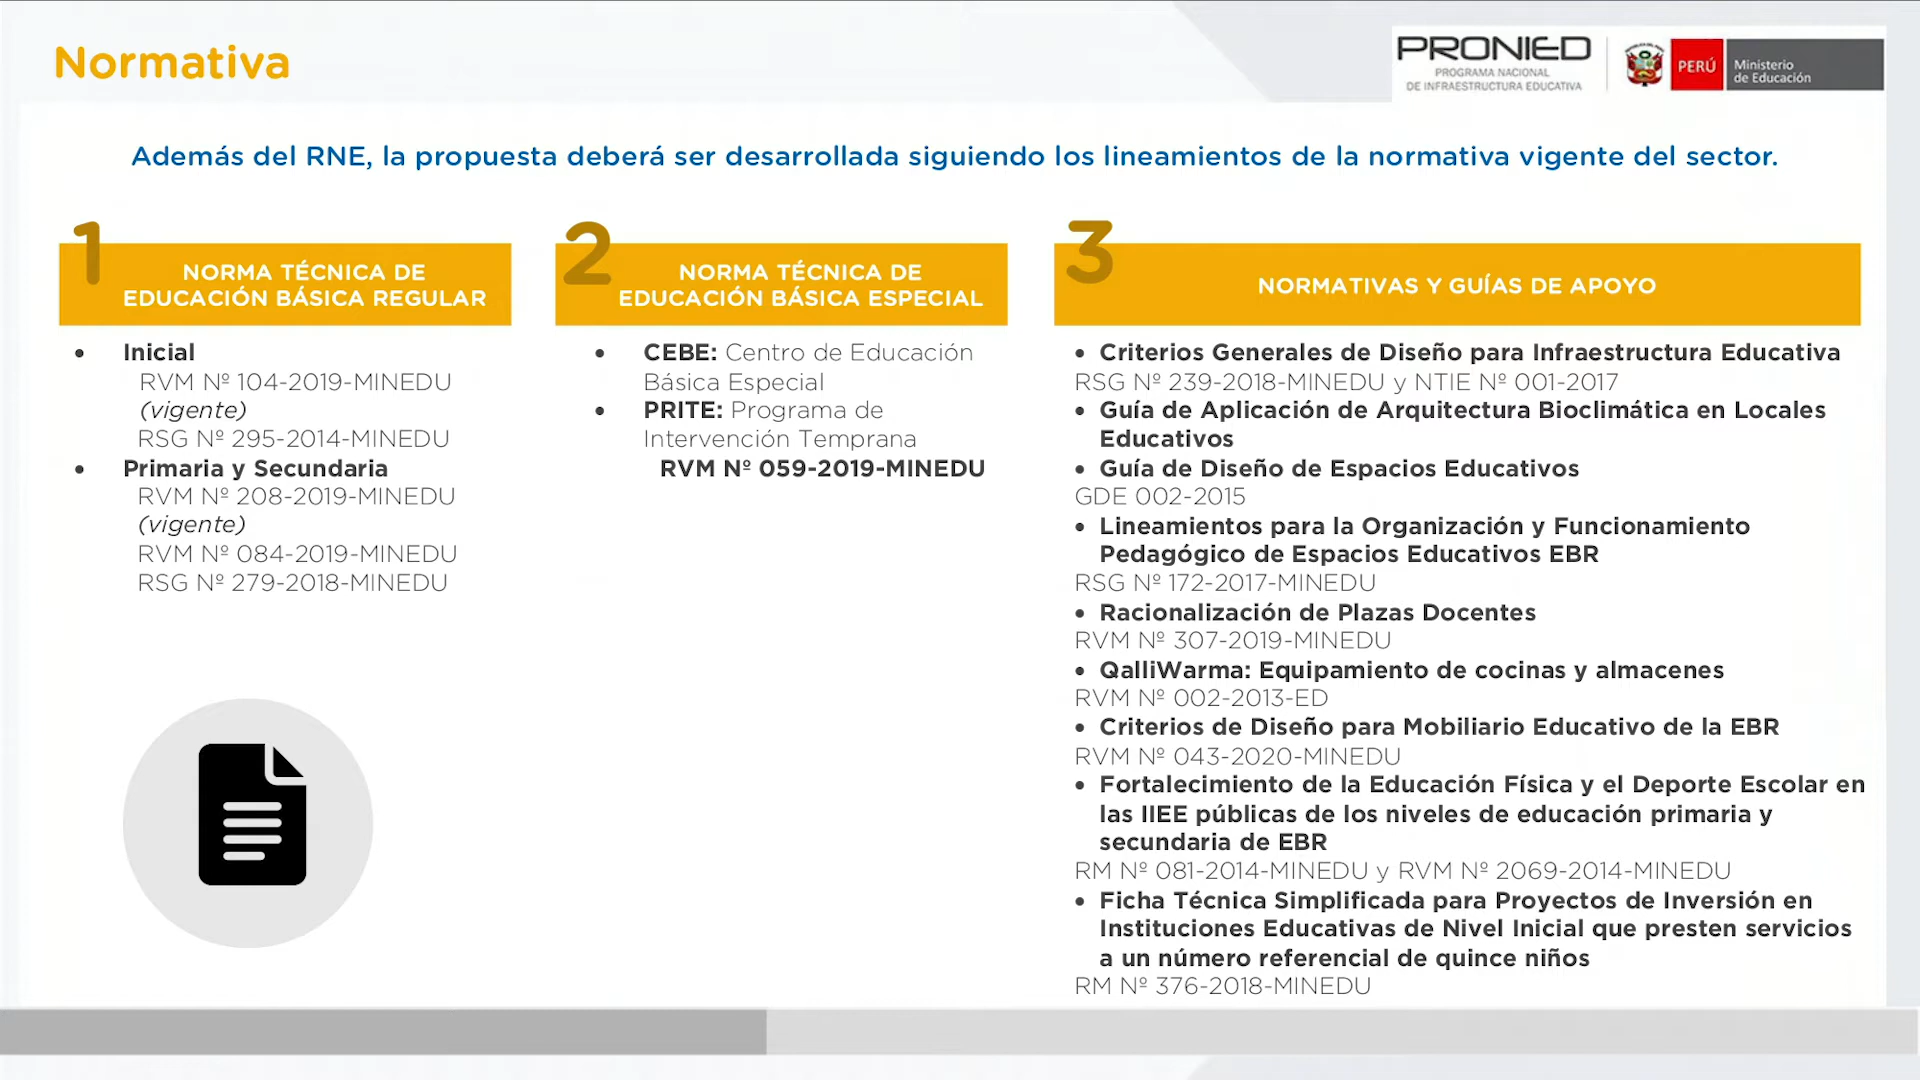 Normativa
PRONIED
PROGRAMA NACIONAL
DE INFRAESTRUCTURA EDUCATIVA
PERÚ
Ministerio
de Educación
Además del RNE, la propuesta deberá ser desarrollada siguiendo los lineamientos de la normativa vigente del sector.
1
NORMA TÉCNICA DE
EDUCACIÓN BÁSICA REGULAR
• Inicial
RVM Nº 104-2019-MINEDU
(vigente)
RSG Nº 295-2014-MINEDU
• Primaria y Secundaria
RVM Nº 208-2019-MINEDU
(vigente)
RVM Nº 084-2019-MINEDU
RSG Nº 279-2018-MINEDU
2
NORMA TÉCNICA DE
EDUCACIÓN BÁSICA ESPECIAL
• CEBE: Centro de Educación
Básica Especial
• PRITE: Programa de
Intervención Temprana
RVM Nº 059-2019-MINEDU
3
NORMATIVAS Y GUÍAS DE APOYO
• Criterios Generales de Diseño para Infraestructura Educativa
RSG Nº 239-2018-MINEDU y NTIE Nº 001-2017
• Guía de Aplicación de Arquitectura Bioclimática en Locales
Educativos
• Guía de Diseño de Espacios Educativos
GDE 002-2015
• Lineamientos para la Organización y Funcionamiento
Pedagógico de Espacios Educativos EBR
RSG Nº 172-2017-MINEDU
• Racionalización de Plazas Docentes
RVM Nº 307-2019-MINEDU
• QalliWarma: Equipamiento de cocinas y almacenes
RVM Nº 002-2013-ED
• Criterios de Diseño para Mobiliario Educativo de la EBR
RVM Nº 043-2020-MINEDU
• Fortalecimiento de la Educación Física y el Deporte Escolar en
las IIEE públicas de los niveles de educación primaria y
secundaria de EBR
RM Nº 081-2014-MINEDU y RVM Nº 2069-2014-MINEDU
• Ficha Técnica Simplificada para Proyectos de Inversión en
Instituciones Educativas de Nivel Inicial que presten servicios
a un número referencial de quince niños
RM Nº 376-2018-MINEDU